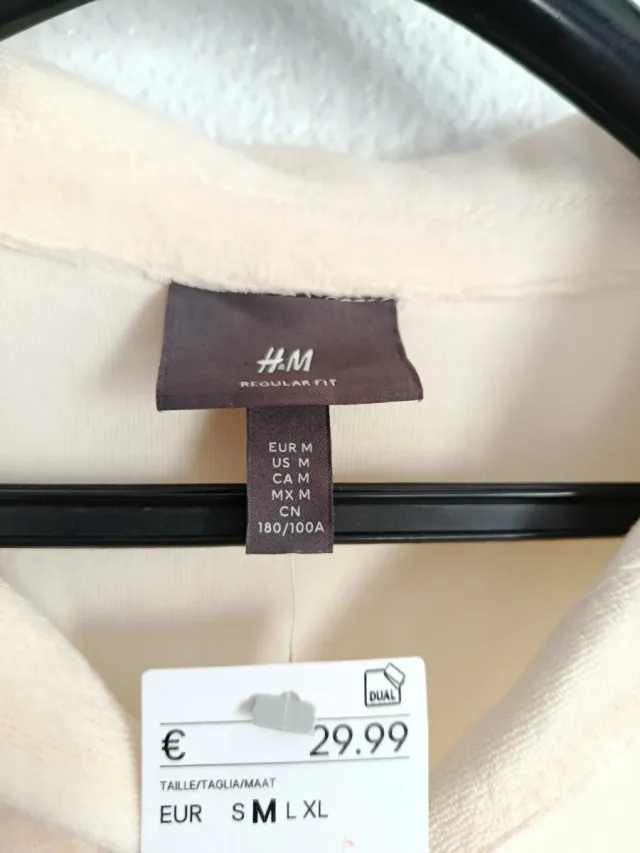 H&M
REGULAR FIT
EUR M
US M
CA M
MX M
CN
180/100A
DUAL
€ 29.99
TAILLE/TAGLIA/MAAT
EUR S M L XL